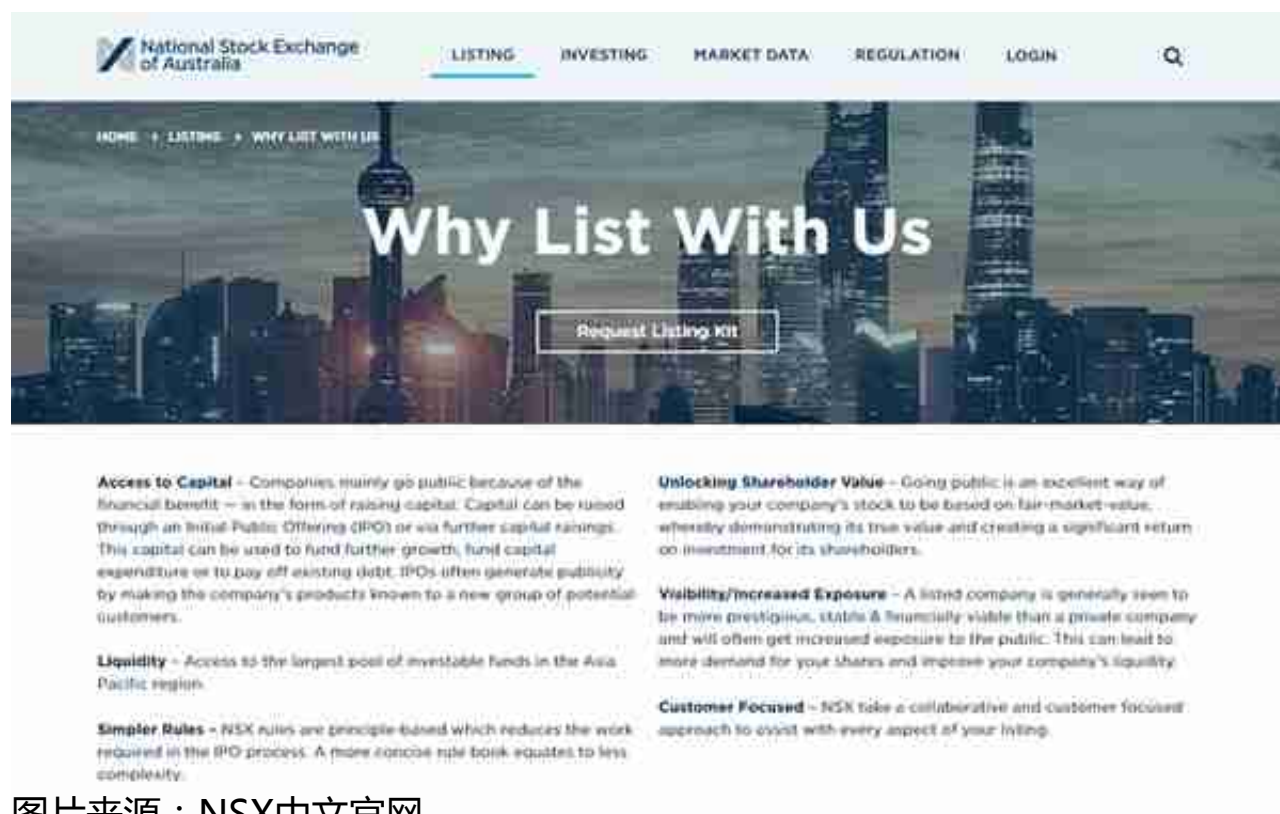 National Stock Exchange
of Australia
LISTING INVESTING MARKET DATA REGULATION LOGIN
HOME LISTING WHY LIST WITH US
Why List With Us
Request Listing Kit
Access to Capital – Companies mainly go public because of the
financial benefit — in the form of raising capital. Capital can be raised
through an Initial Public Offering (IPO) or via further capital raisings.
This capital can be used to fund further growth, fund capital
expenditure or to pay off existing debt. IPOs often generate publicity
by making the company's products known to a new group of potential
customers.
Liquidity – Access to the largest pool of investable funds in the Asia
Pacific region.
Simpler Rules – NSX rules are principle-based which reduces the work
required in the IPO process. A more concise rule book equates to less
complexity.
Unlocking Shareholder Value – Going public is an excellent way of
enabling your company's stock to be based on fair-market-value,
whereby demonstrating its true value and creating a significant return
on investment for its shareholders.
Visibility/Increased Exposure – A listed company is generally seen to
be more prestigious, stable & financially viable than a private company
and will often get increased exposure to the public. This can lead to
more demand for your shares and improve your company's liquidity.
Customer Focused – NSX take a collaborative and customer focused
approach to assist with every aspect of your listing.
图片来源：NSX中文官网